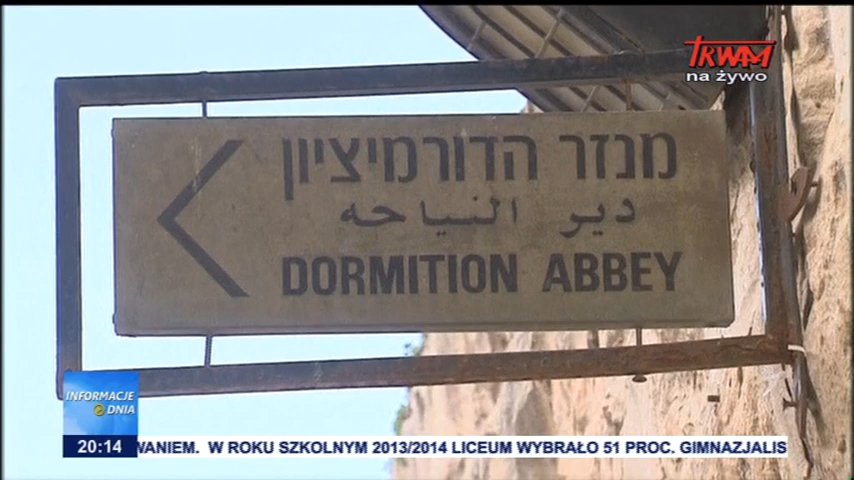 TRWAM
na żywo
מנזר הדורמיציון
دير النياحه
DORMITION ABBEY
INFORMACJE
DNIA
20:14
WANIEM. W ROKU SZKOLNYM 2013/2014 LICEUM WYBRAŁO 51 PROC. GIMNAZJALIS